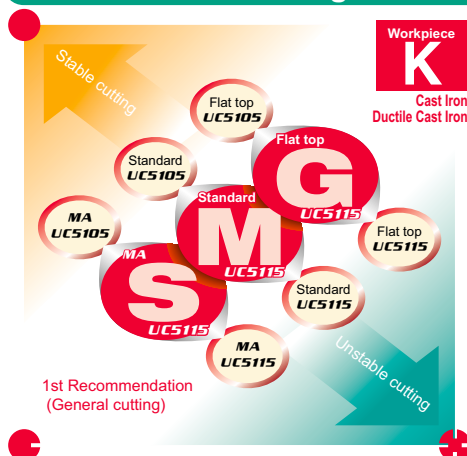 Workpiece
K
Cast Iron
Ductile Cast Iron
Stable cutting
Flat top
UC5105
Standard
UC5105
MA
UC5105
Flat top
G
UC5115
Standard
M
UC5115
MA
S
UC5115
Flat top
UC5115
Standard
UC5115
MA
UC5115
Unstable cutting
1st Recommendation
(General cutting)